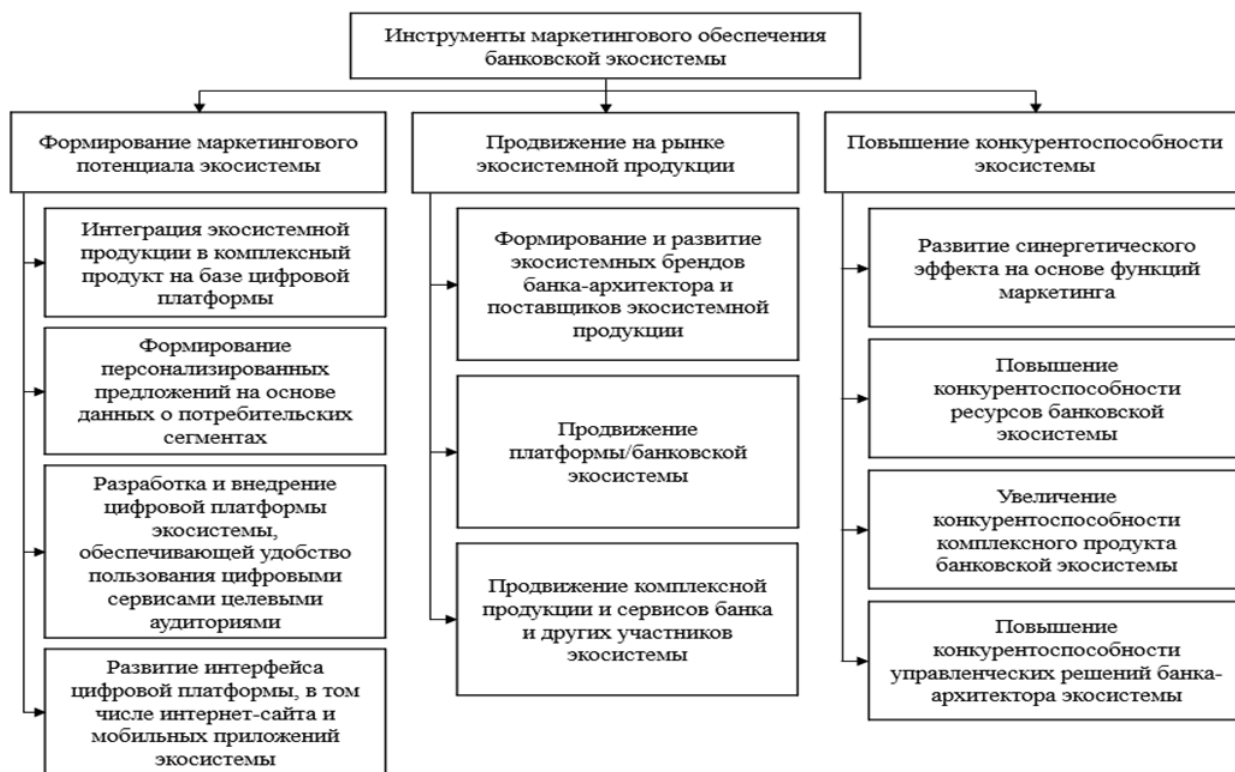 Инструменты маркетингового обеспечения
банковской экосистемы
Формирование маркетингового
потенциала экосистемы
Интеграция экосистемной
продукции в комплексный
продукт на базе цифровой
платформы
Формирование
персонализированных
предложений на основе
данных о потребительских
сегментах
Разработка и внедрение
цифровой платформы
экосистемы,
обеспечивающей удобство
пользования цифровыми
сервисами целевыми
аудиториями
Развитие интерфейса
цифровой платформы, в том
числе интернет-сайта и
мобильных приложений
экосистемы
Продвижение на рынке
экосистемной продукции
Формирование и развитие
экосистемных брендов
банка-архитектора и
поставщиков экосистемной
продукции
Продвижение
платформы/банковской
экосистемы
Продвижение комплексной
продукции и сервисов банка
и других участников
экосистемы
Повышение конкурентоспособности
экосистемы
Развитие синергетического
эффекта на основе функций
маркетинга
Повышение
конкурентоспособности
ресурсов банковской
экосистемы
Увеличение
конкурентоспособности
комплексного продукта
банковской экосистемы
Повышение
конкурентоспособности
управленческих решений банка-
архитектора экосистемы